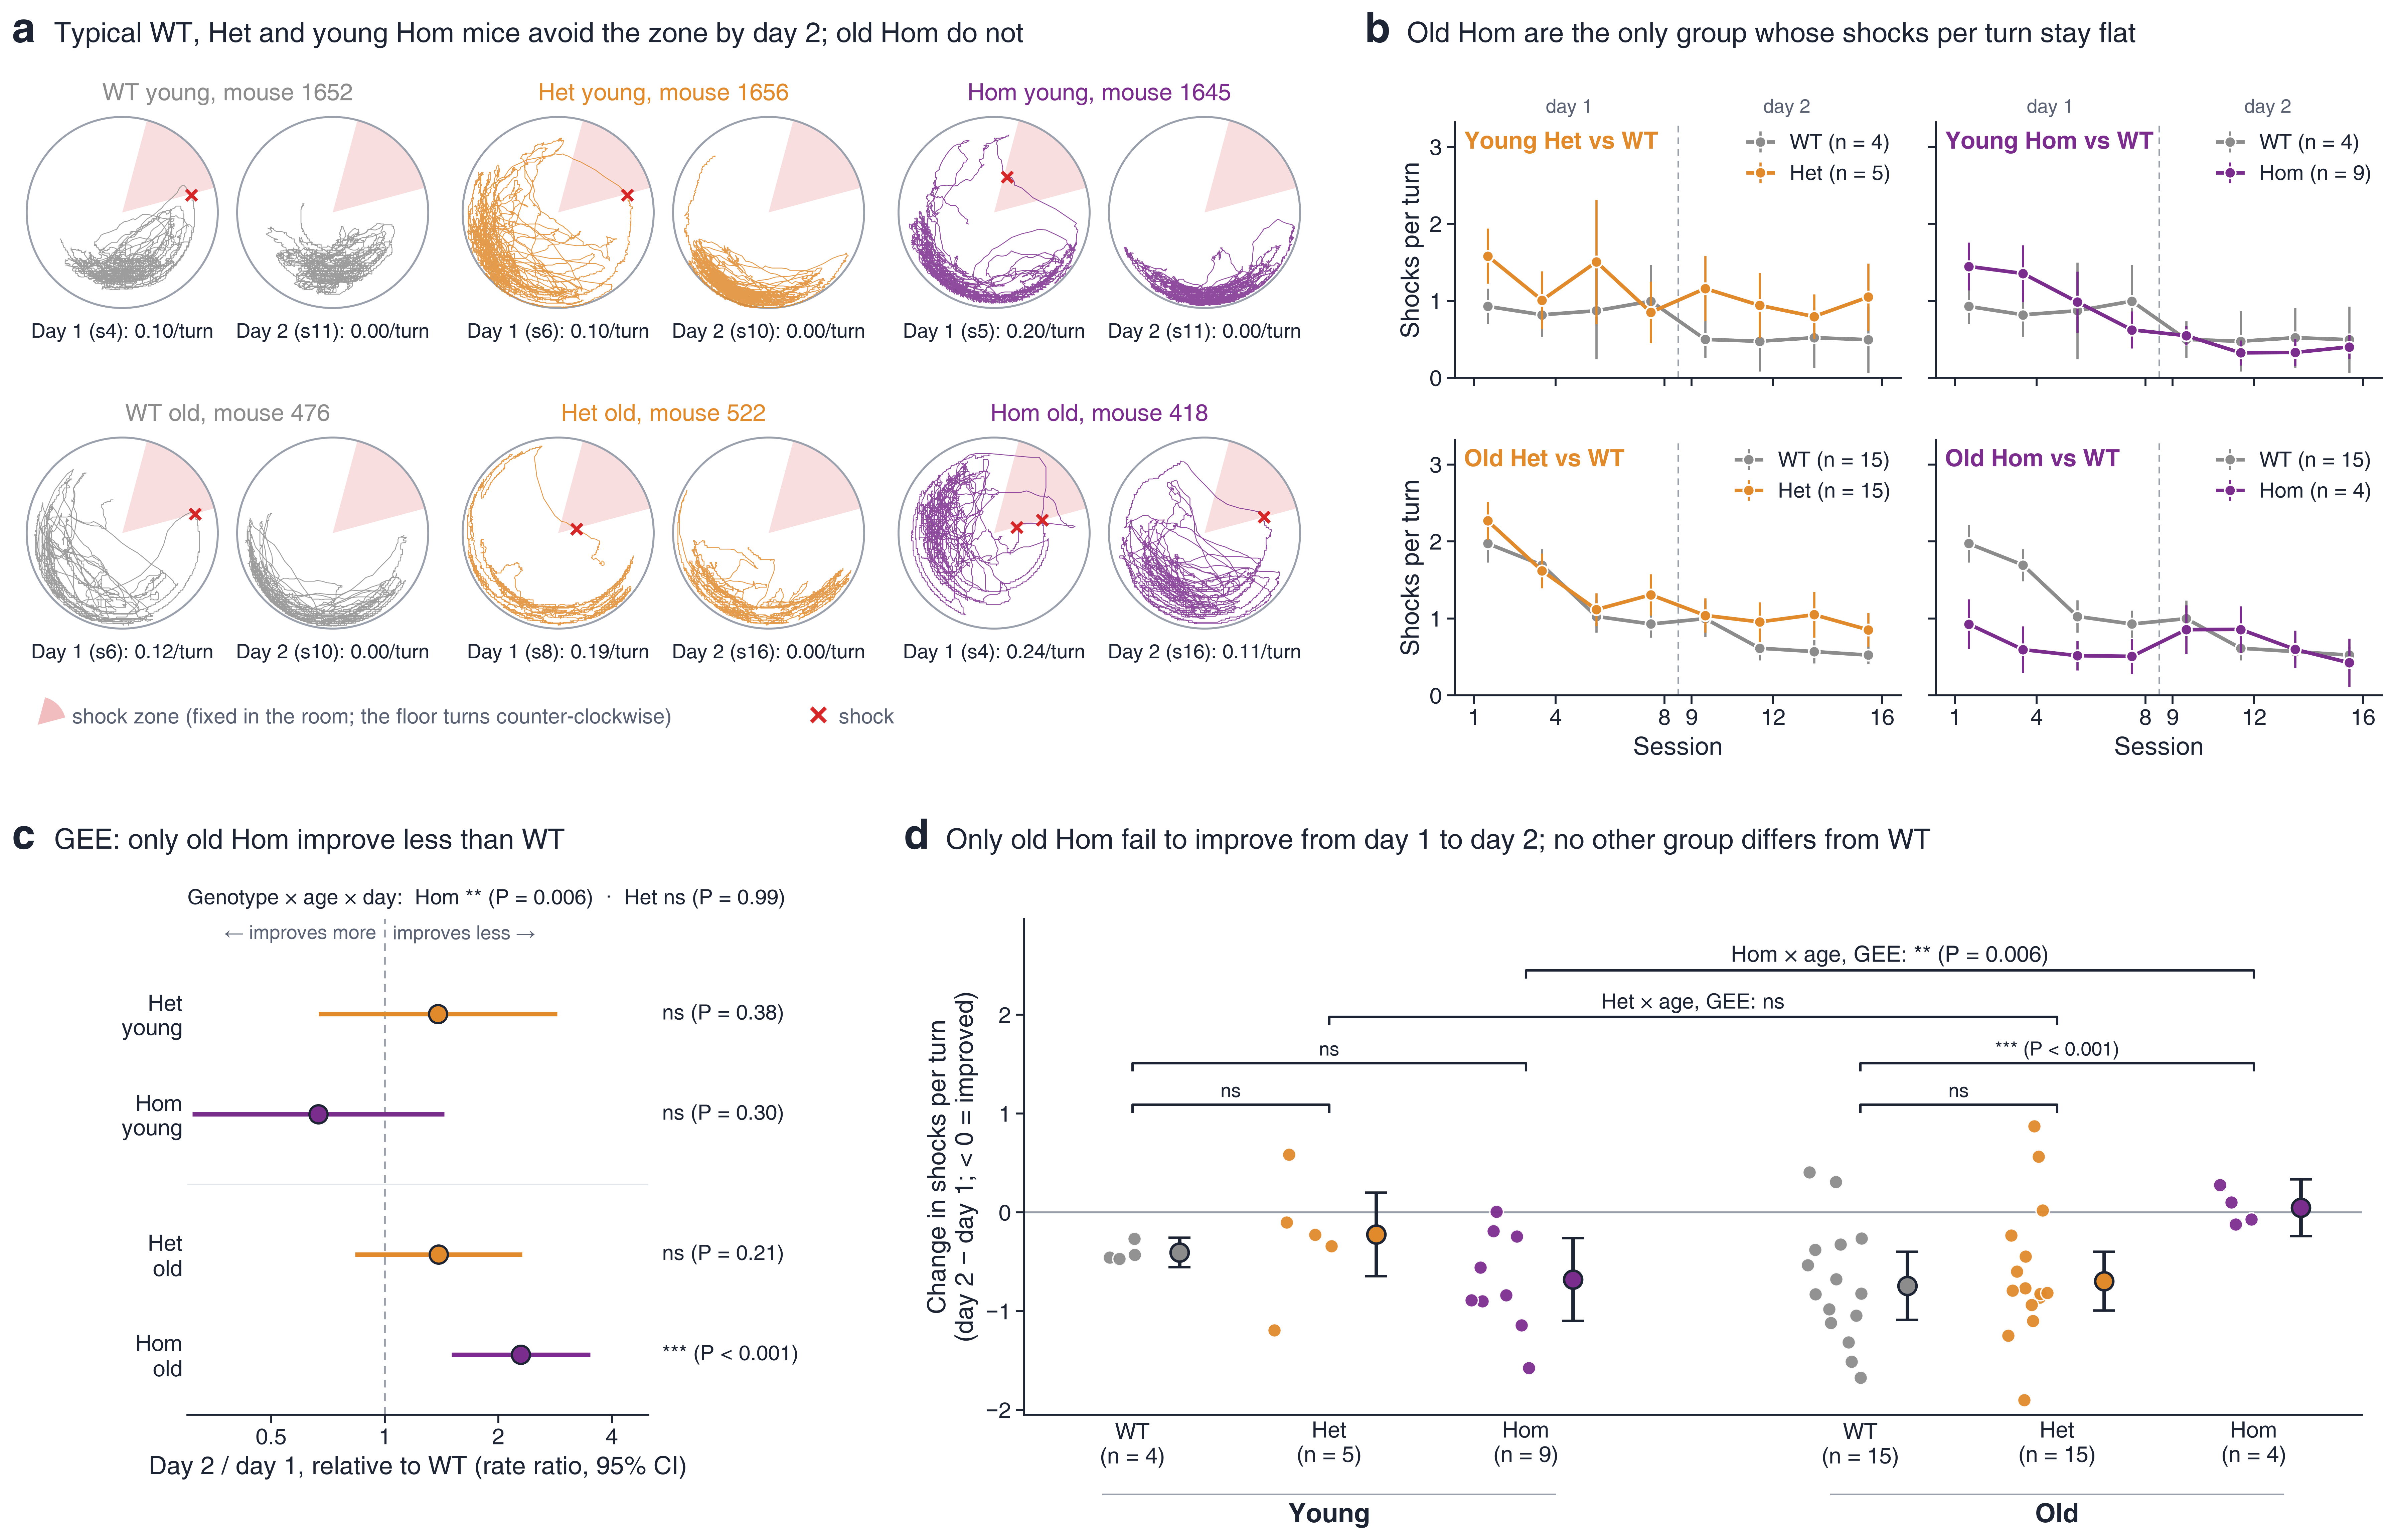 a Typical WT, Het and young Hom mice avoid the zone by day 2; old Hom do not
WT young, mouse 1652
Het young, mouse 1656
Hom young, mouse 1645
Day 1 (s4): 0.10/turn
Day 2 (s11): 0.00/turn
Day 1 (s6): 0.10/turn
Day 2 (s10): 0.00/turn
Day 1 (s5): 0.20/turn
Day 2 (s11): 0.00/turn
WT old, mouse 476
Het old, mouse 522
Hom old, mouse 418
Day 1 (s6): 0.12/turn
Day 2 (s10): 0.00/turn
Day 1 (s8): 0.19/turn
Day 2 (s16): 0.00/turn
Day 1 (s4): 0.24/turn
Day 2 (s16): 0.11/turn
shock zone (fixed in the room; the floor turns counter-clockwise)
shock
b Old Hom are the only group whose shocks per turn stay flat
day 1
day 2
day 1
day 2
Young Het vs WT
WT (n = 4)
Het (n = 5)
Young Hom vs WT
WT (n = 4)
Hom (n = 9)
Shocks per turn
3
2
1
0
Old Het vs WT
WT (n = 15)
Het (n = 15)
Old Hom vs WT
WT (n = 15)
Hom (n = 4)
Shocks per turn
3
2
1
0
1 4 8 9 12 16
Session
1 4 8 9 12 16
Session
c GEE: only old Hom improve less than WT
Genotype × age × day: Hom ** (P = 0.006) · Het ns (P = 0.99)
← improves more
improves less →
Het
young
ns (P = 0.38)
Hom
young
ns (P = 0.30)
Het
old
ns (P = 0.21)
Hom
old
*** (P < 0.001)
0.5 1 2 4
Day 2 / day 1, relative to WT (rate ratio, 95% CI)
d Only old Hom fail to improve from day 1 to day 2; no other group differs from WT
Change in shocks per turn
(day 2 − day 1; < 0 = improved)
2
1
0
−1
−2
Hom × age, GEE: ** (P = 0.006)
Het × age, GEE: ns
ns
*** (P < 0.001)
ns
ns
WT
(n = 4)
Het
(n = 5)
Hom
(n = 9)
WT
(n = 15)
Het
(n = 15)
Hom
(n = 4)
Young
Old